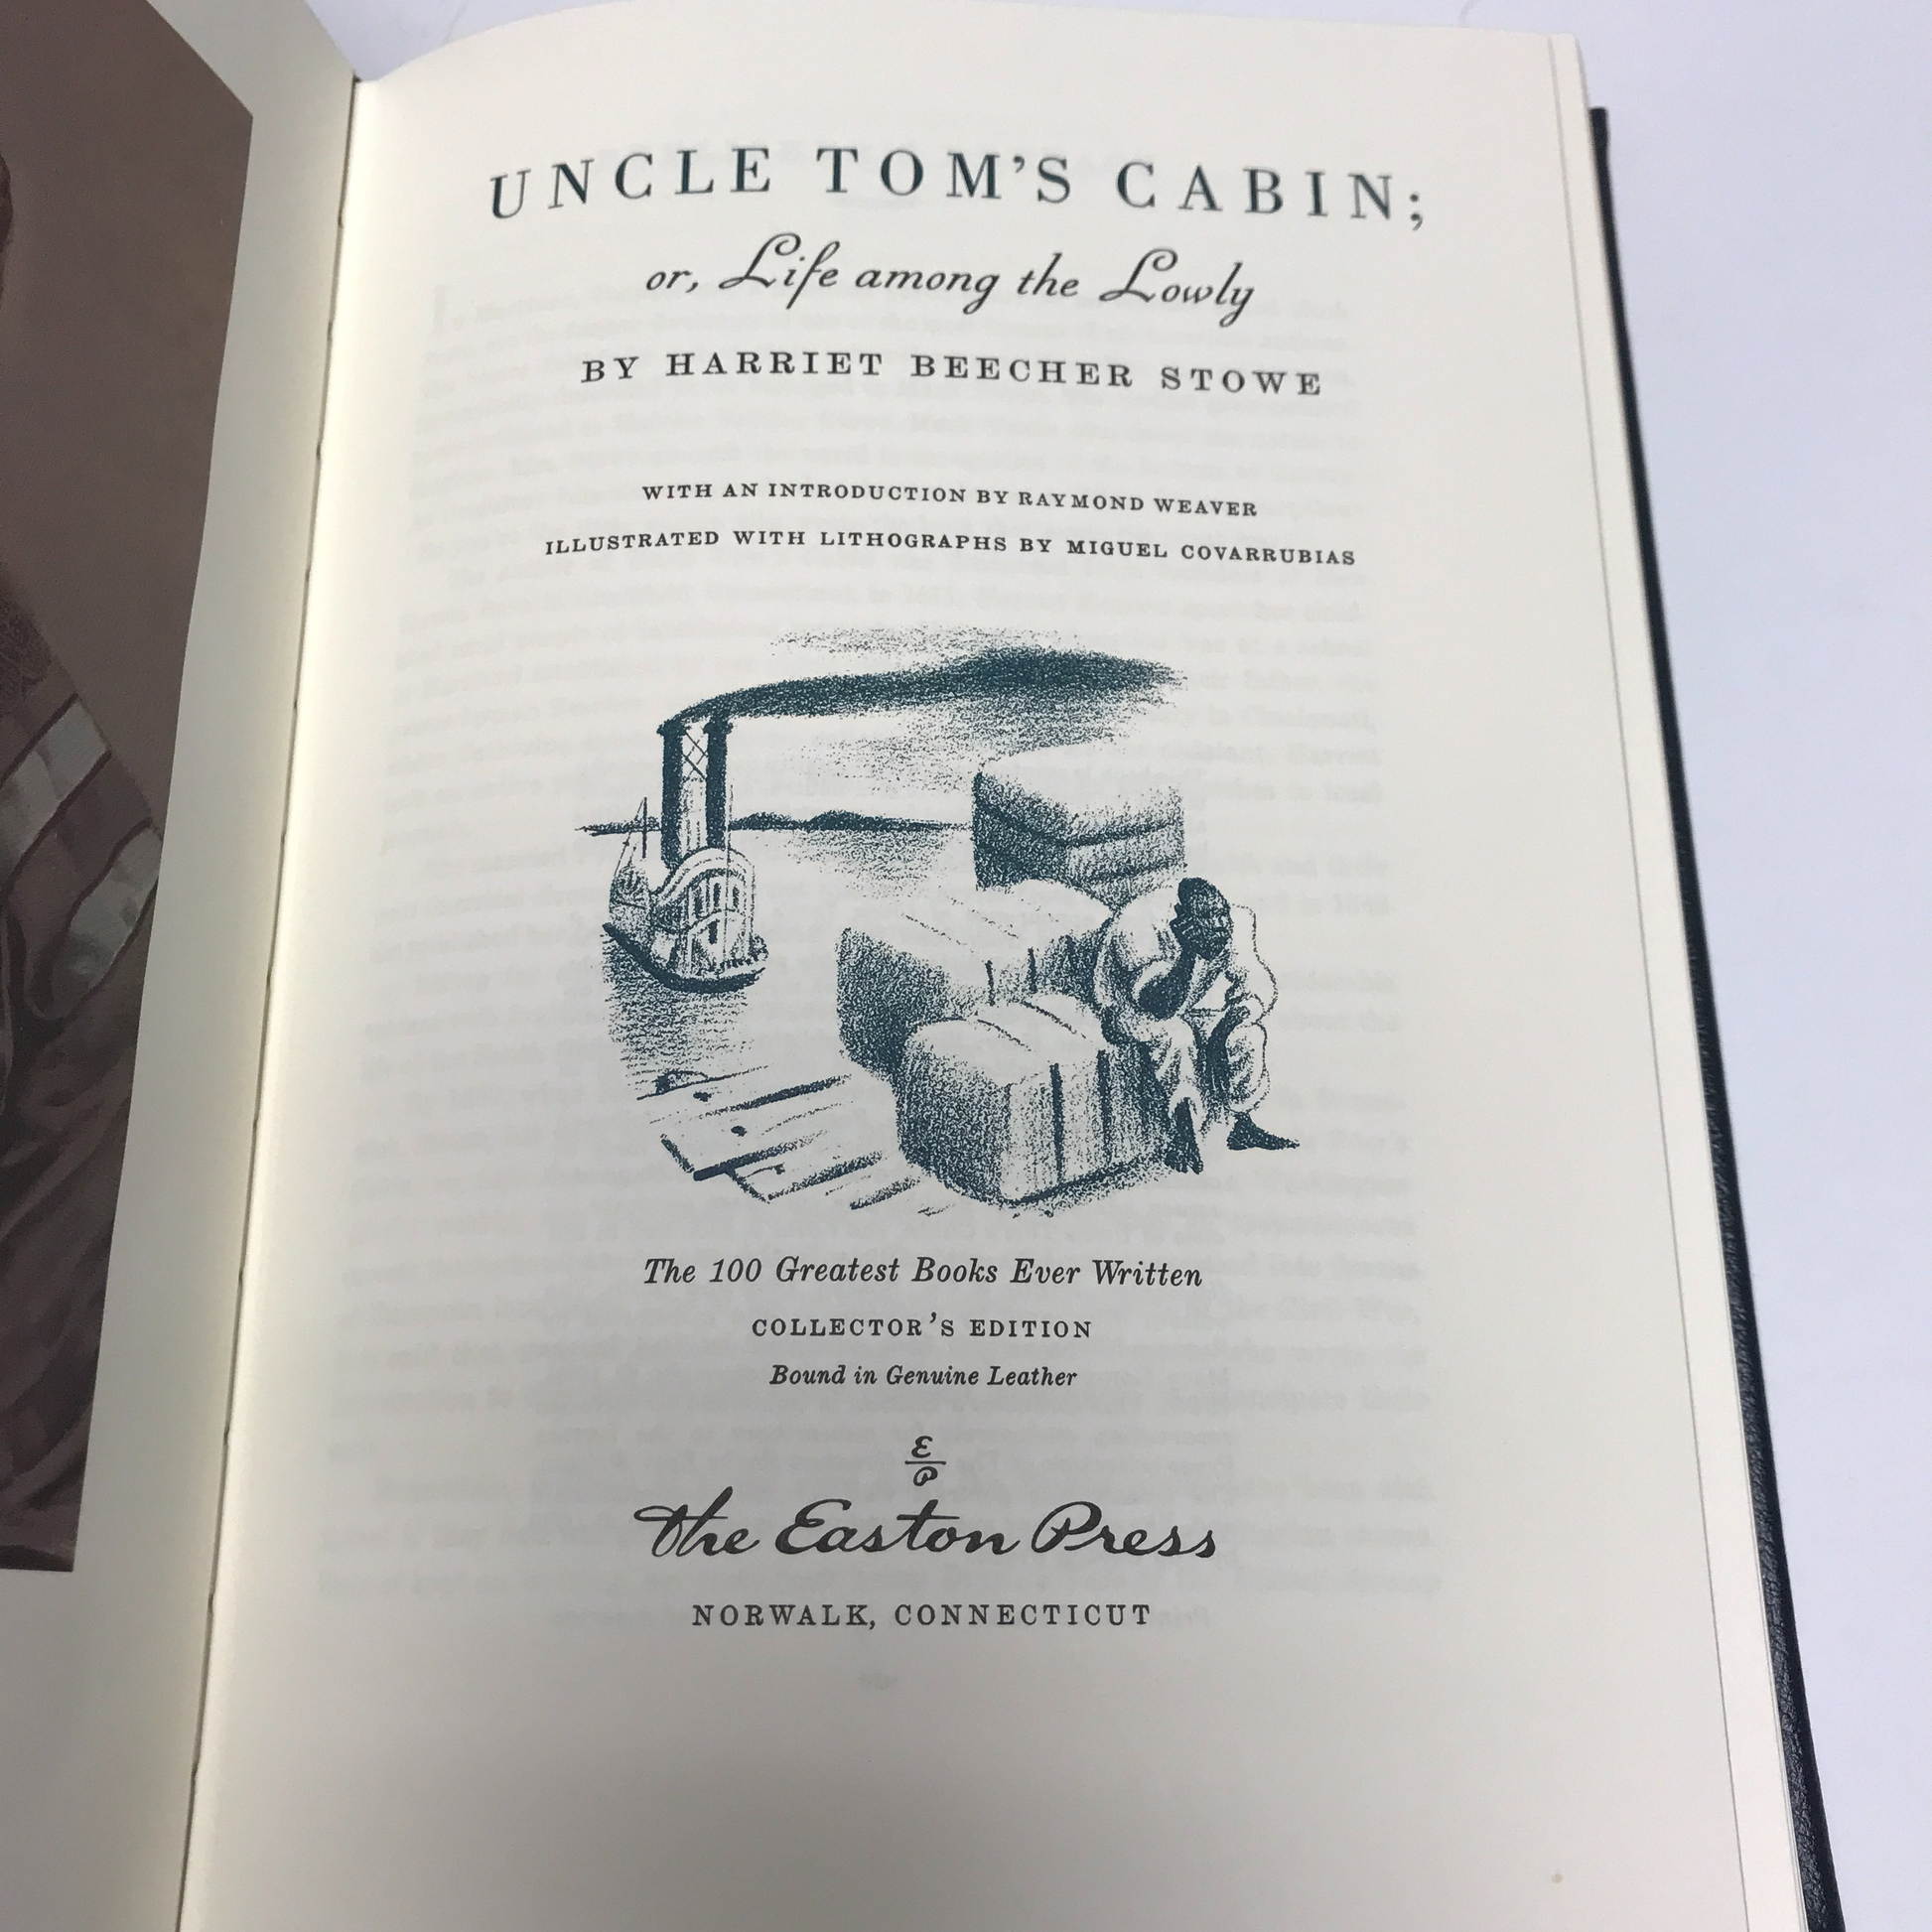 UNCLE TOM'S CABIN;
or, Life among the Lowly
BY HARRIET BEECHER STOWE
WITH AN INTRODUCTION BY RAYMOND WEAVER
ILLUSTRATED WITH LITHOGRAPHS BY MIGUEL COVARRUBIAS
The 100 Greatest Books Ever Written
COLLECTOR'S EDITION
Bound in Genuine Leather
E
P
The Easton Press
NORWALK, CONNECTICUT